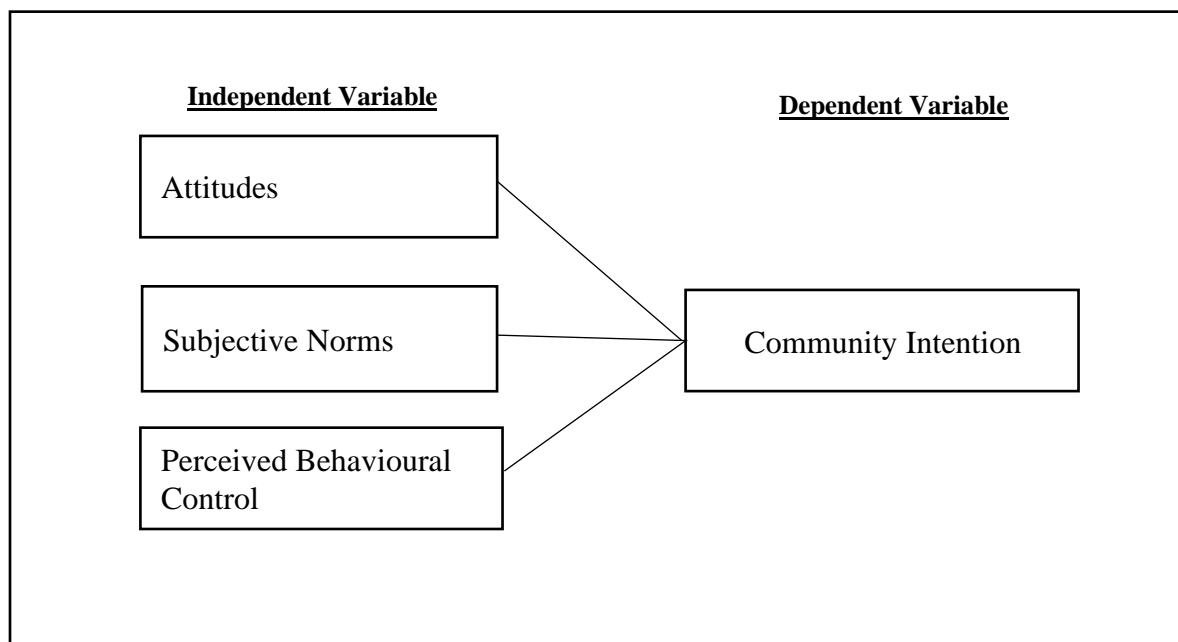 Independent Variable
Dependent Variable
Attitudes
Subjective Norms
Community Intention
Perceived Behavioural
Control